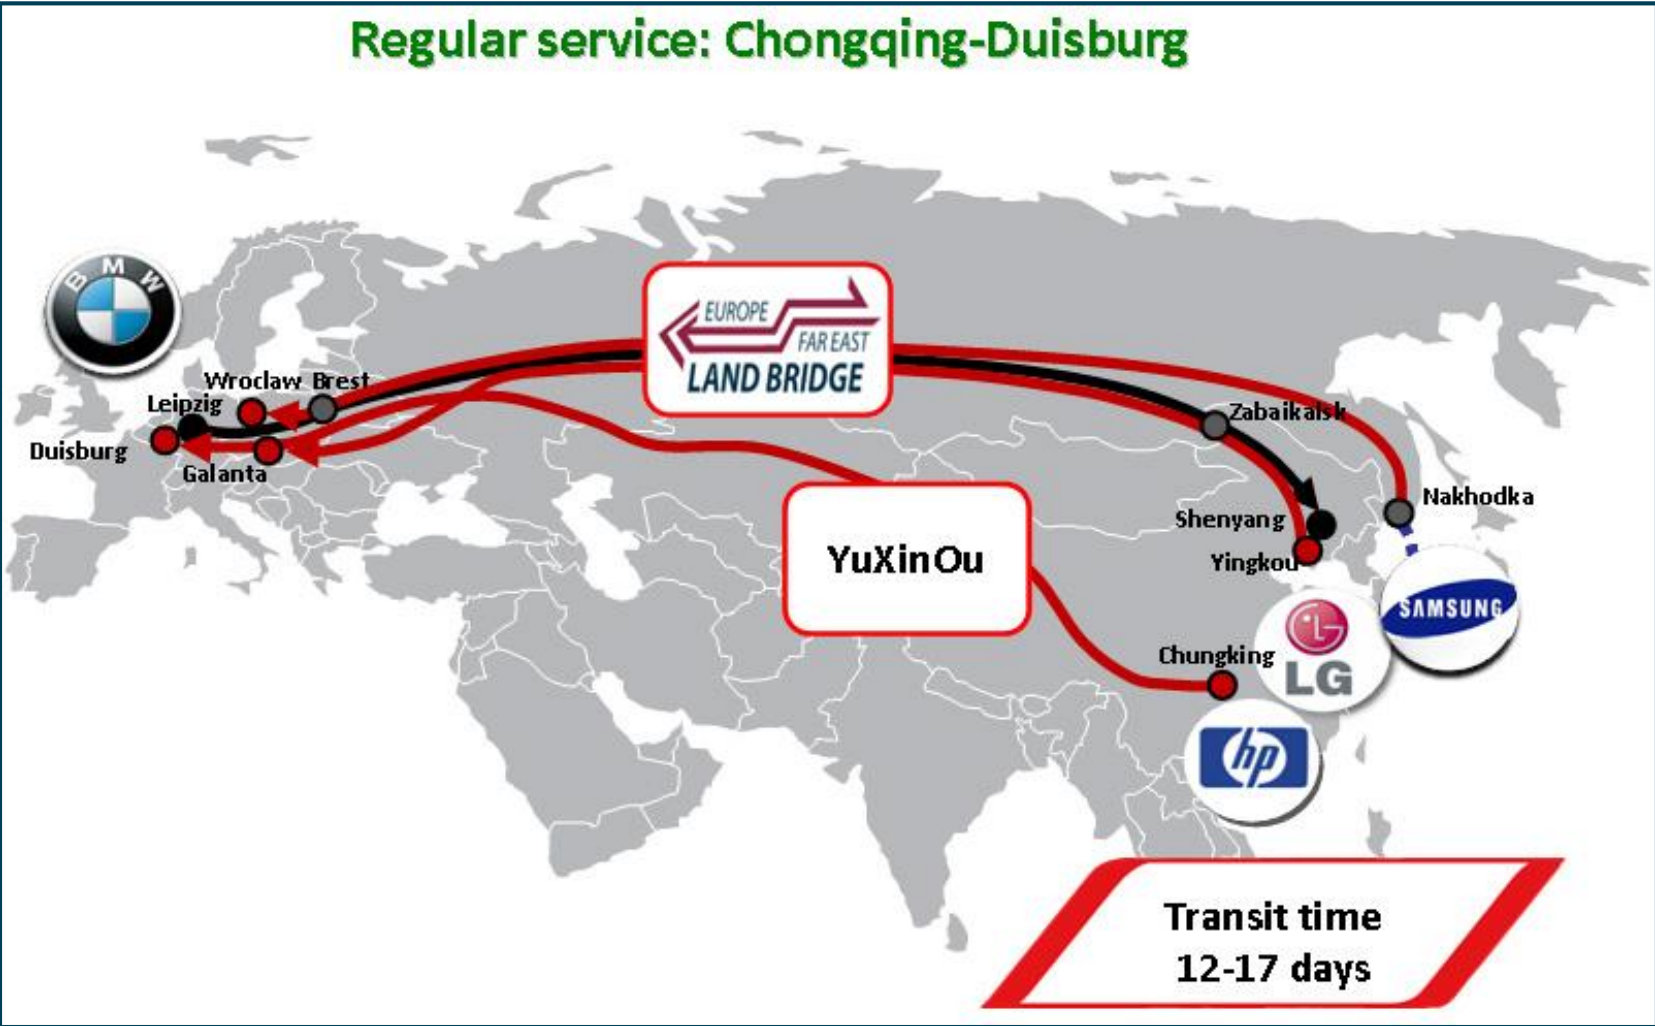 Regular service: Chongqing-Duisburg
BMW
EUROPE
FAR EAST
LAND BRIDGE
Wroclaw Brest
Leipzig
Duisburg
Galanta
Zabaikalsk
Nakhodka
Shenyang
Yingkou
YuXinOu
SAMSUNG
LG
Chungking
hp
Transit time
12-17 days